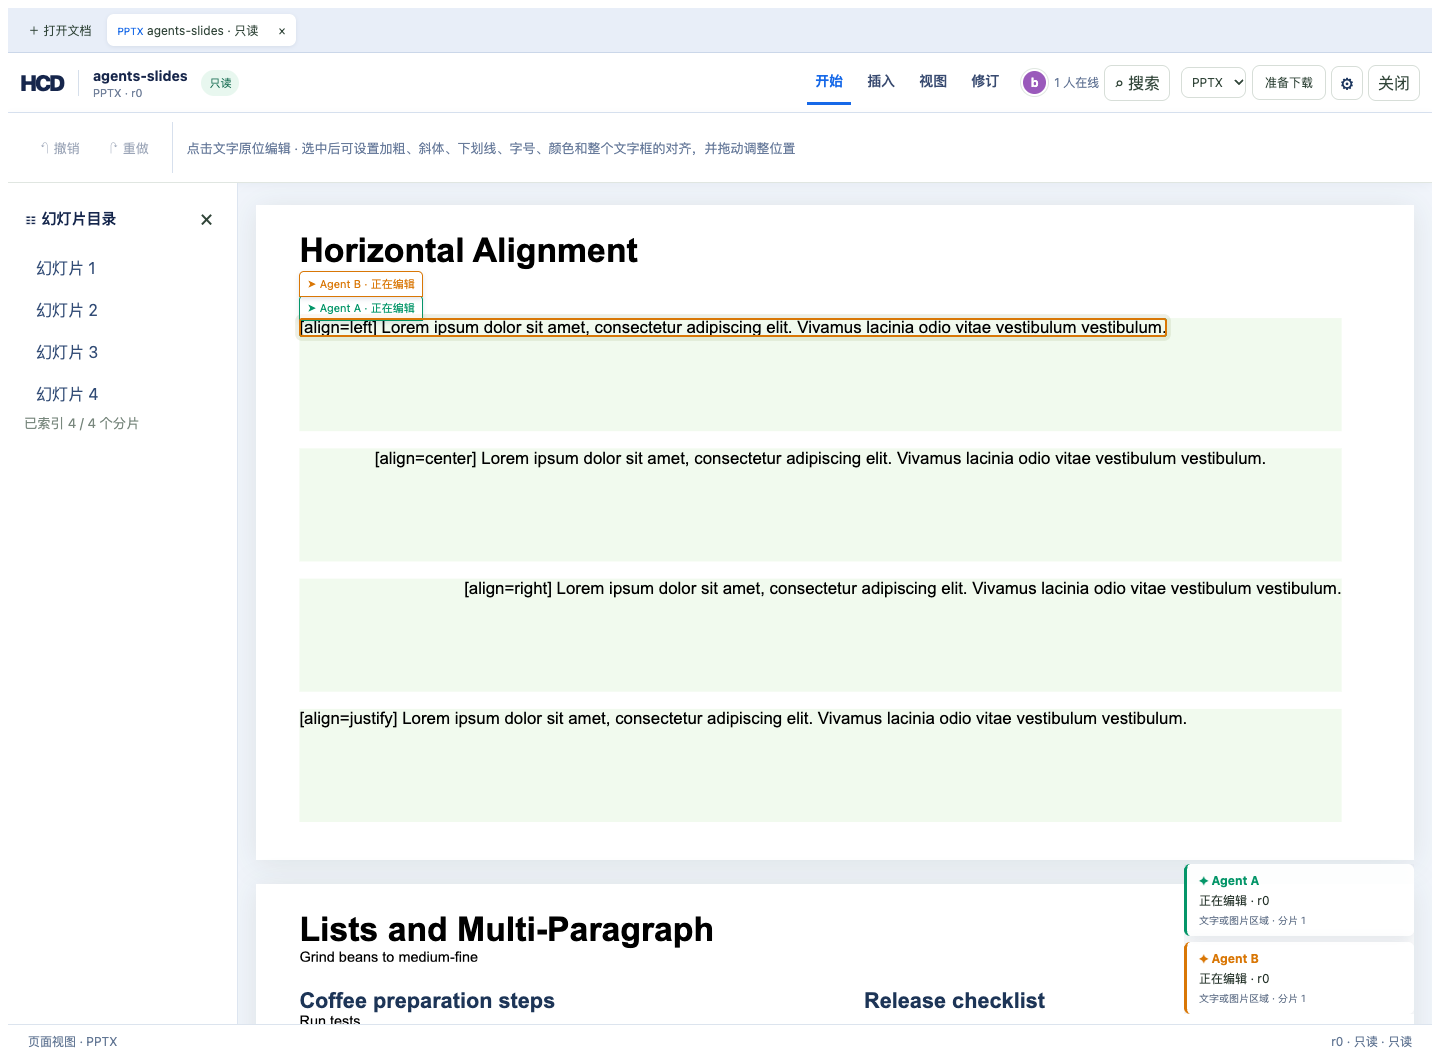 + 打开文档
PPTX agents-slides · 只读 ×
HCD
agents-slides
PPTX · r0
只读
开始 插入 视图 修订
b 1 人在线
搜索
PPTX
准备下载
关闭
撤销 重做
点击文字原位编辑 · 选中后可设置加粗、斜体、下划线、字号、颜色和整个文字框的对齐，并拖动调整位置
幻灯片目录 ×
幻灯片 1
幻灯片 2
幻灯片 3
幻灯片 4
已索引 4 / 4 个分片
Horizontal Alignment
Agent B · 正在编辑
Agent A · 正在编辑
[align=left] Lorem ipsum dolor sit amet, consectetur adipiscing elit. Vivamus lacinia odio vitae vestibulum vestibulum.
[align=center] Lorem ipsum dolor sit amet, consectetur adipiscing elit. Vivamus lacinia odio vitae vestibulum vestibulum.
[align=right] Lorem ipsum dolor sit amet, consectetur adipiscing elit. Vivamus lacinia odio vitae vestibulum vestibulum.
[align=justify] Lorem ipsum dolor sit amet, consectetur adipiscing elit. Vivamus lacinia odio vitae vestibulum vestibulum.
Lists and Multi-Paragraph
Grind beans to medium-fine
Coffee preparation steps
Run tests
Release checklist
Agent A
正在编辑 · r0
文字或图片区域 · 分片 1
Agent B
正在编辑 · r0
文字或图片区域 · 分片 1
页面视图 · PPTX
r0 · 只读 · 只读